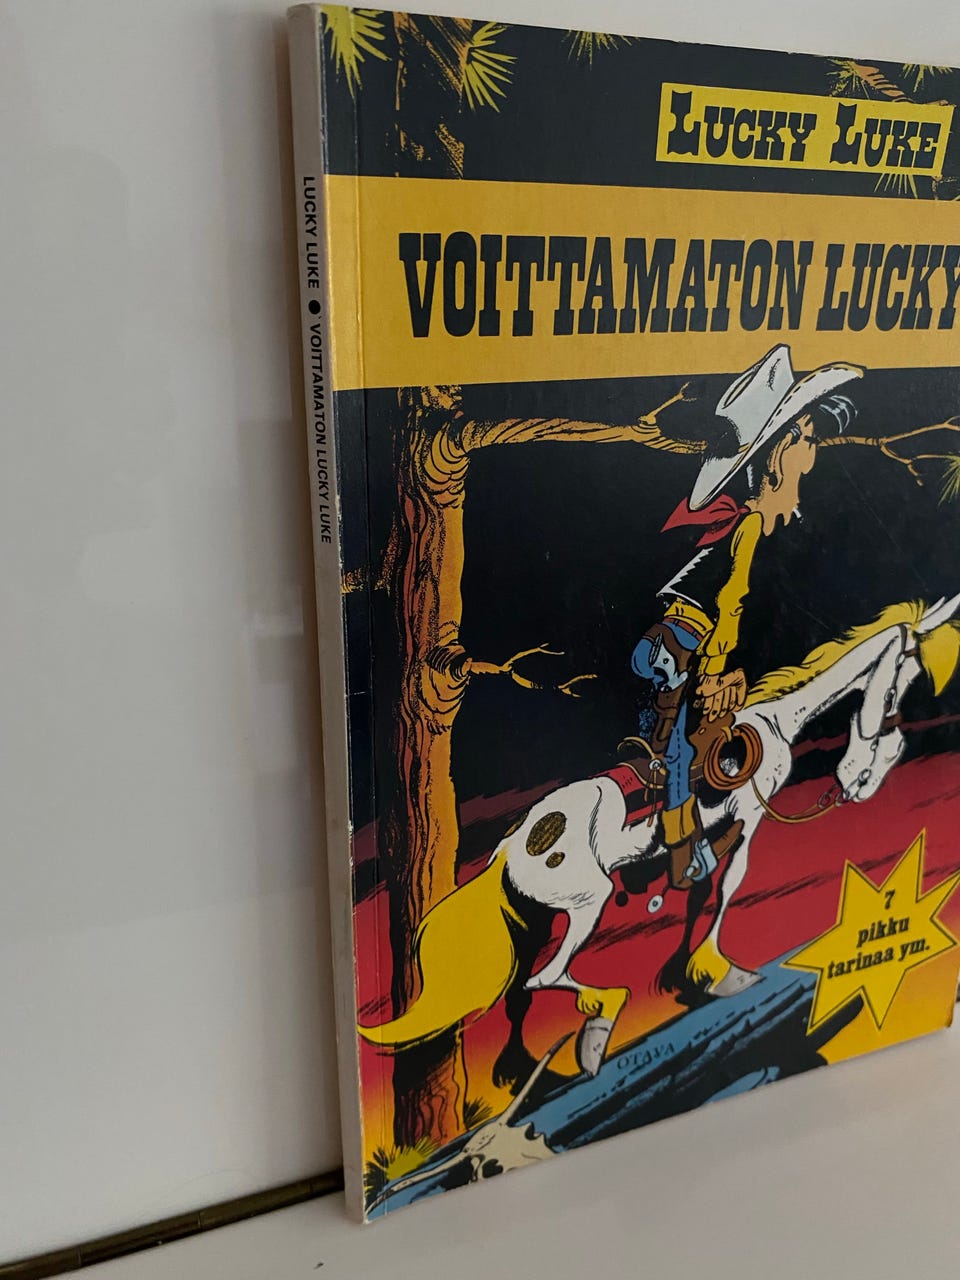 LUCKY LUKE
VOITTAMATON LUCKY
LUCKY LUKE ● VOITTAMATON LUCKY LUKE
7
pikku
tarinaa ym.
OTAVA